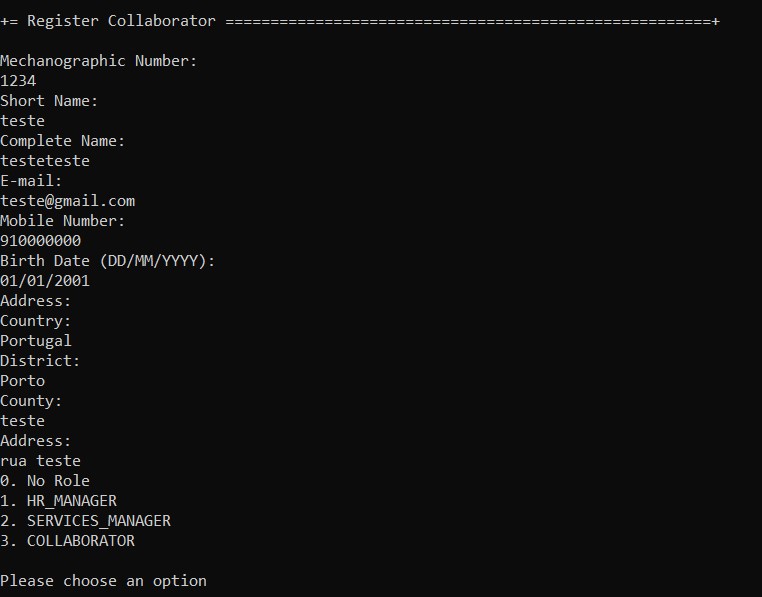 += Register Collaborator ======================================================+
Mechanographic Number:
1234
Short Name:
teste
Complete Name:
testeteste
E-mail:
teste@gmail.com
Mobile Number:
910000000
Birth Date (DD/MM/YYYY):
01/01/2001
Address:
Country:
Portugal
District:
Porto
County:
teste
Address:
rua teste
0. No Role
1. HR_MANAGER
2. SERVICES_MANAGER
3. COLLABORATOR
Please choose an option